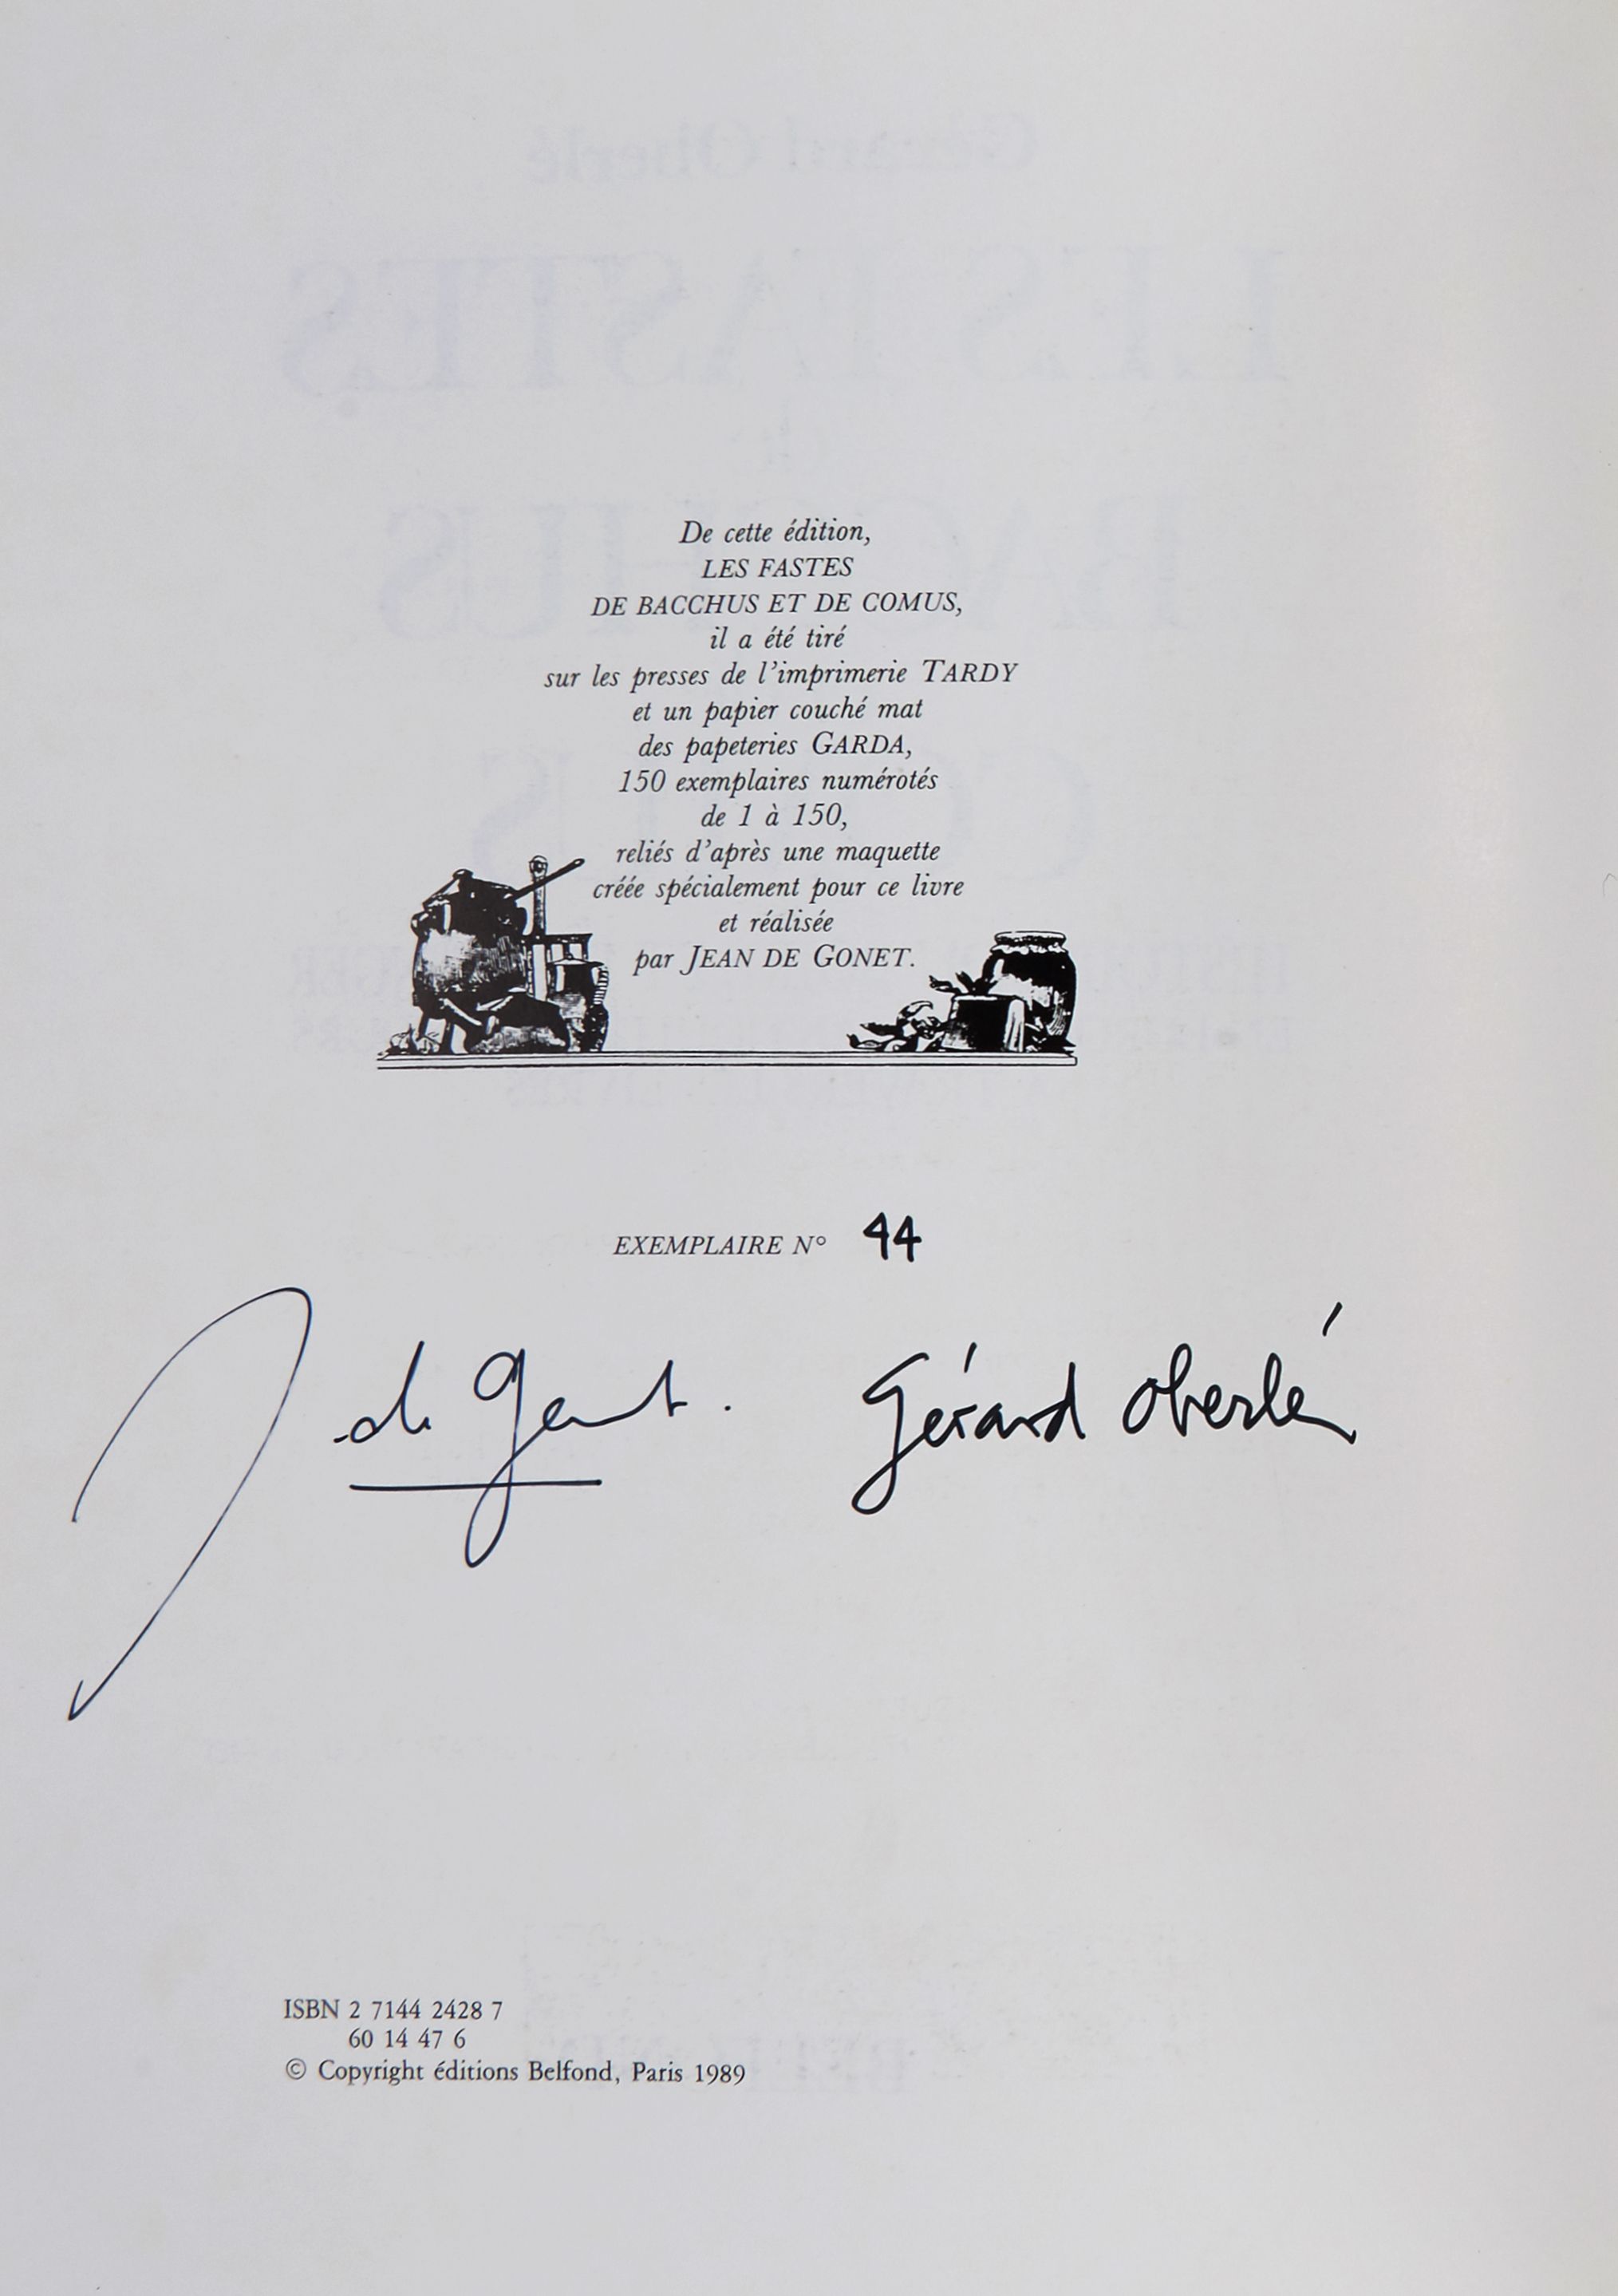 De cette édition,
LES FASTES
DE BACCHUS ET DE COMUS,
il a été tiré
sur les presses de l'imprimerie TARDY
et un papier couché mat
des papeteries GARDA,
150 exemplaires numérotés
de 1 à 150,
reliés d'après une maquette
créée spécialement pour ce livre
et réalisée
par JEAN DE GONET.
EXEMPLAIRE N° 44
J de Gonet. Gérard Oberlé
ISBN 2 7144 2428 7
60 14 47 6
© Copyright éditions Belfond, Paris 1989